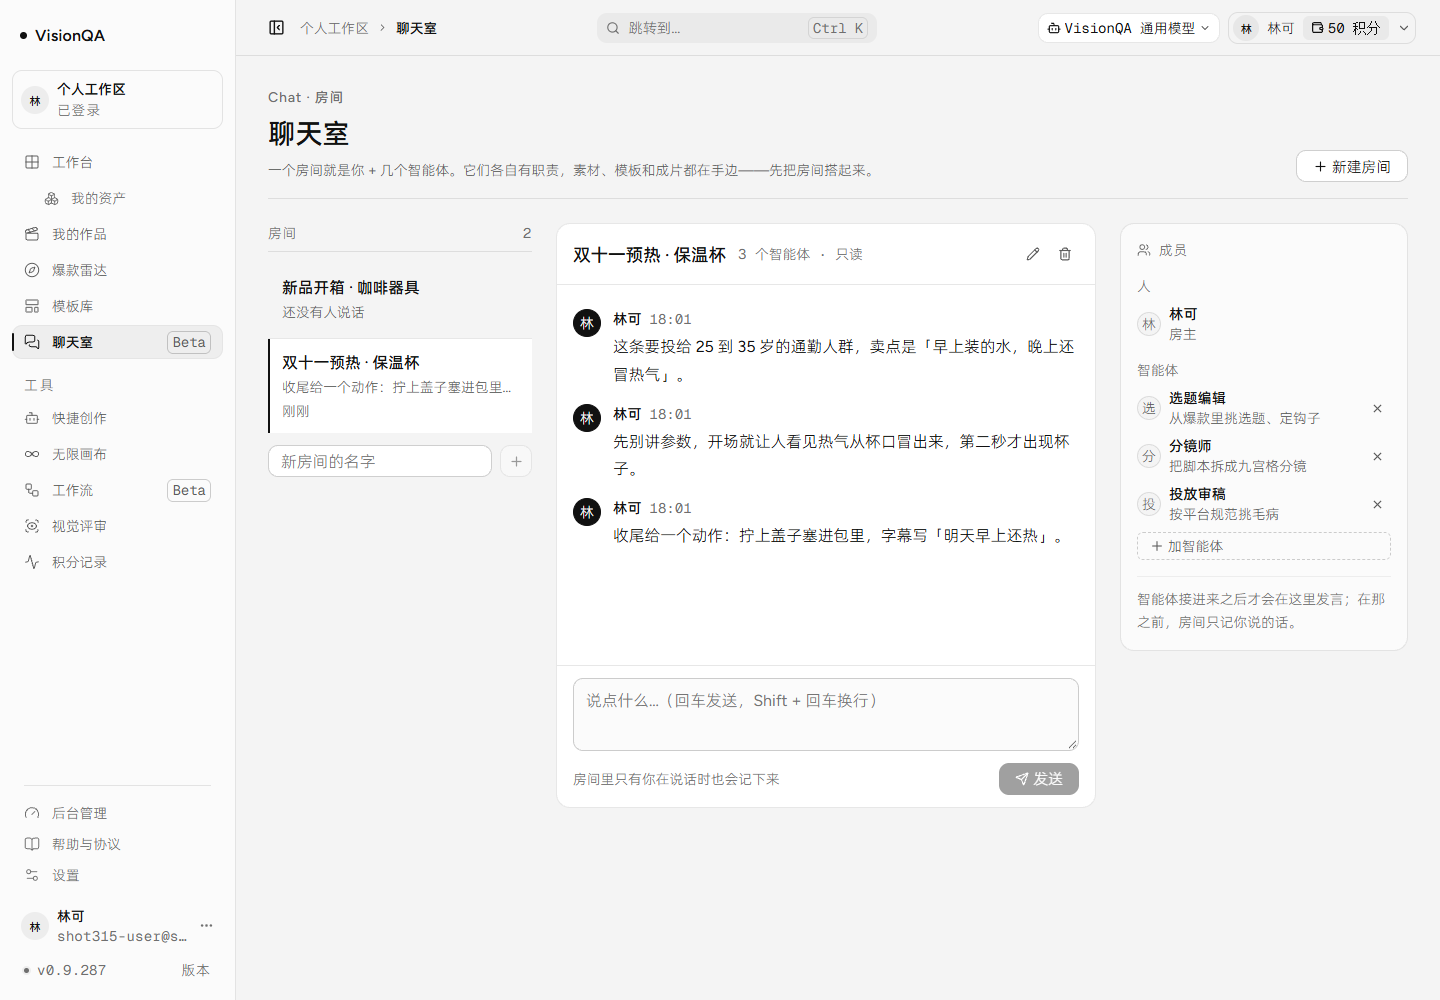 VisionQA
林
个人工作区
已登录
工作台
我的资产
我的作品
爆款雷达
模板库
聊天室
Beta
工具
快捷创作
无限画布
工作流
Beta
视觉评审
积分记录
后台管理
帮助与协议
设置
林
林可
shot315-user@s…
v0.9.287
版本
个人工作区
聊天室
跳转到…
Ctrl K
VisionQA 通用模型
林
林可
50 积分
Chat · 房间
聊天室
一个房间就是你 + 几个智能体。它们各自有职责，素材、模板和成片都在手边——先把房间搭起来。
新建房间
房间
2
新品开箱 · 咖啡器具
还没有人说话
双十一预热 · 保温杯
收尾给一个动作：拧上盖子塞进包里…
刚刚
新房间的名字
双十一预热 · 保温杯
3 个智能体 · 只读
林
林可 18:01
这条要投给 25 到 35 岁的通勤人群，卖点是「早上装的水，晚上还
冒热气」。
林
林可 18:01
先别讲参数，开场就让人看见热气从杯口冒出来，第二秒才出现杯
子。
林
林可 18:01
收尾给一个动作：拧上盖子塞进包里，字幕写「明天早上还热」。
说点什么…（回车发送，Shift + 回车换行）
房间里只有你在说话时也会记下来
发送
成员
人
林
林可
房主
智能体
选
选题编辑
从爆款里挑选题、定钩子
分
分镜师
把脚本拆成九宫格分镜
投
投放审稿
按平台规范挑毛病
加智能体
智能体接进来之后才会在这里发言；在那
之前，房间只记你说的话。